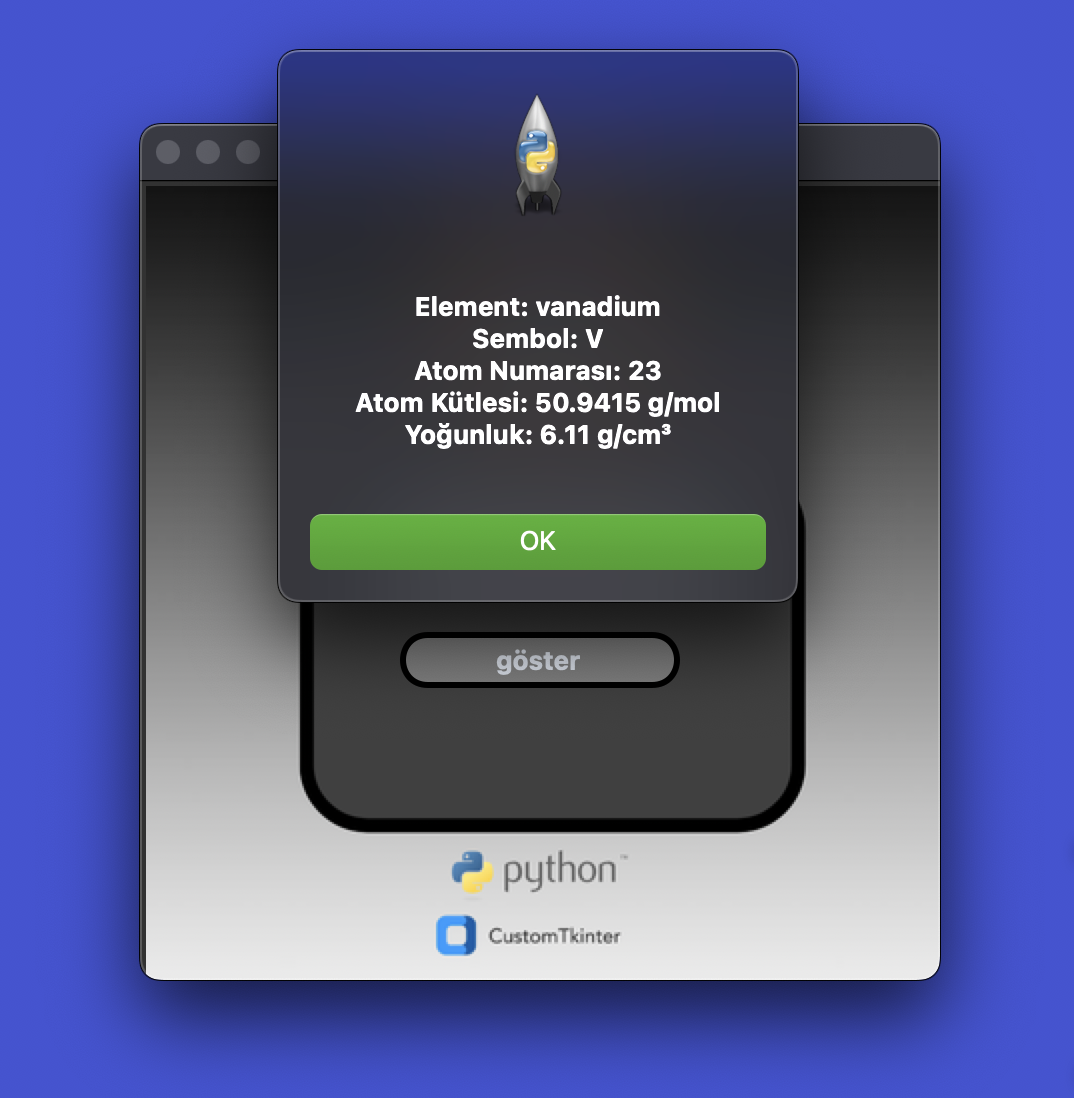 Element: vanadium
Sembol: V
Atom Numarası: 23
Atom Kütlesi: 50.9415 g/mol
Yoğunluk: 6.11 g/cm³
OK
göster
python™
CustomTkinter